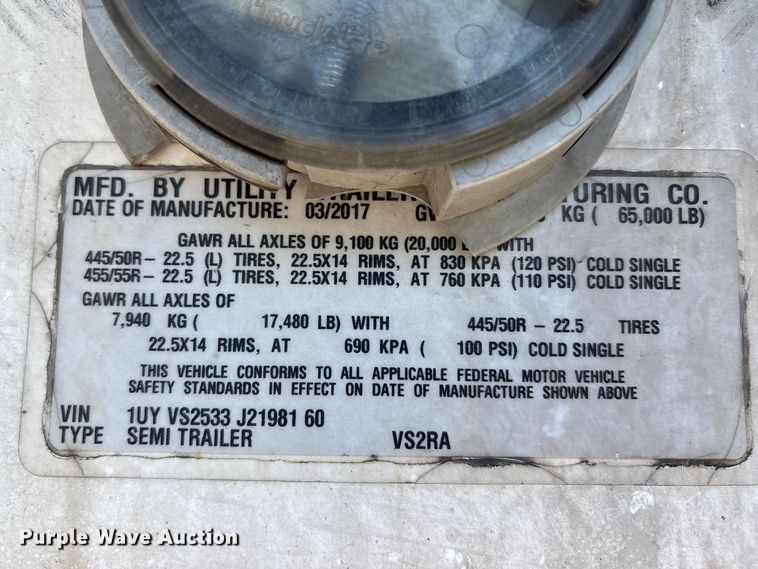 MFD. BY UTILITY TRAILER TURING CO.
DATE OF MANUFACTURE: 03/2017 GV KG ( 65,000 LB)
GAWR ALL AXLES OF 9,100 KG (20,000 L WITH
445/50R - 22.5 (L) TIRES, 22.5X14 RIMS, AT 830 KPA (120 PSI) COLD SINGLE
455/55R - 22.5 (L) TIRES, 22.5X14 RIMS, AT 760 KPA (110 PSI) COLD SINGLE
GAWR ALL AXLES OF
7,940 KG ( 17,480 LB) WITH 445/50R - 22.5 TIRES
22.5X14 RIMS, AT 690 KPA ( 100 PSI) COLD SINGLE
THIS VEHICLE CONFORMS TO ALL APPLICABLE FEDERAL MOTOR VEHICLE
SAFETY STANDARDS IN EFFECT ON DATE OF MANUFACTURE SHOWN ABOVE
VIN 1UY VS2533 J21981 60
TYPE SEMI TRAILER VS2RA
Purple Wave Auction